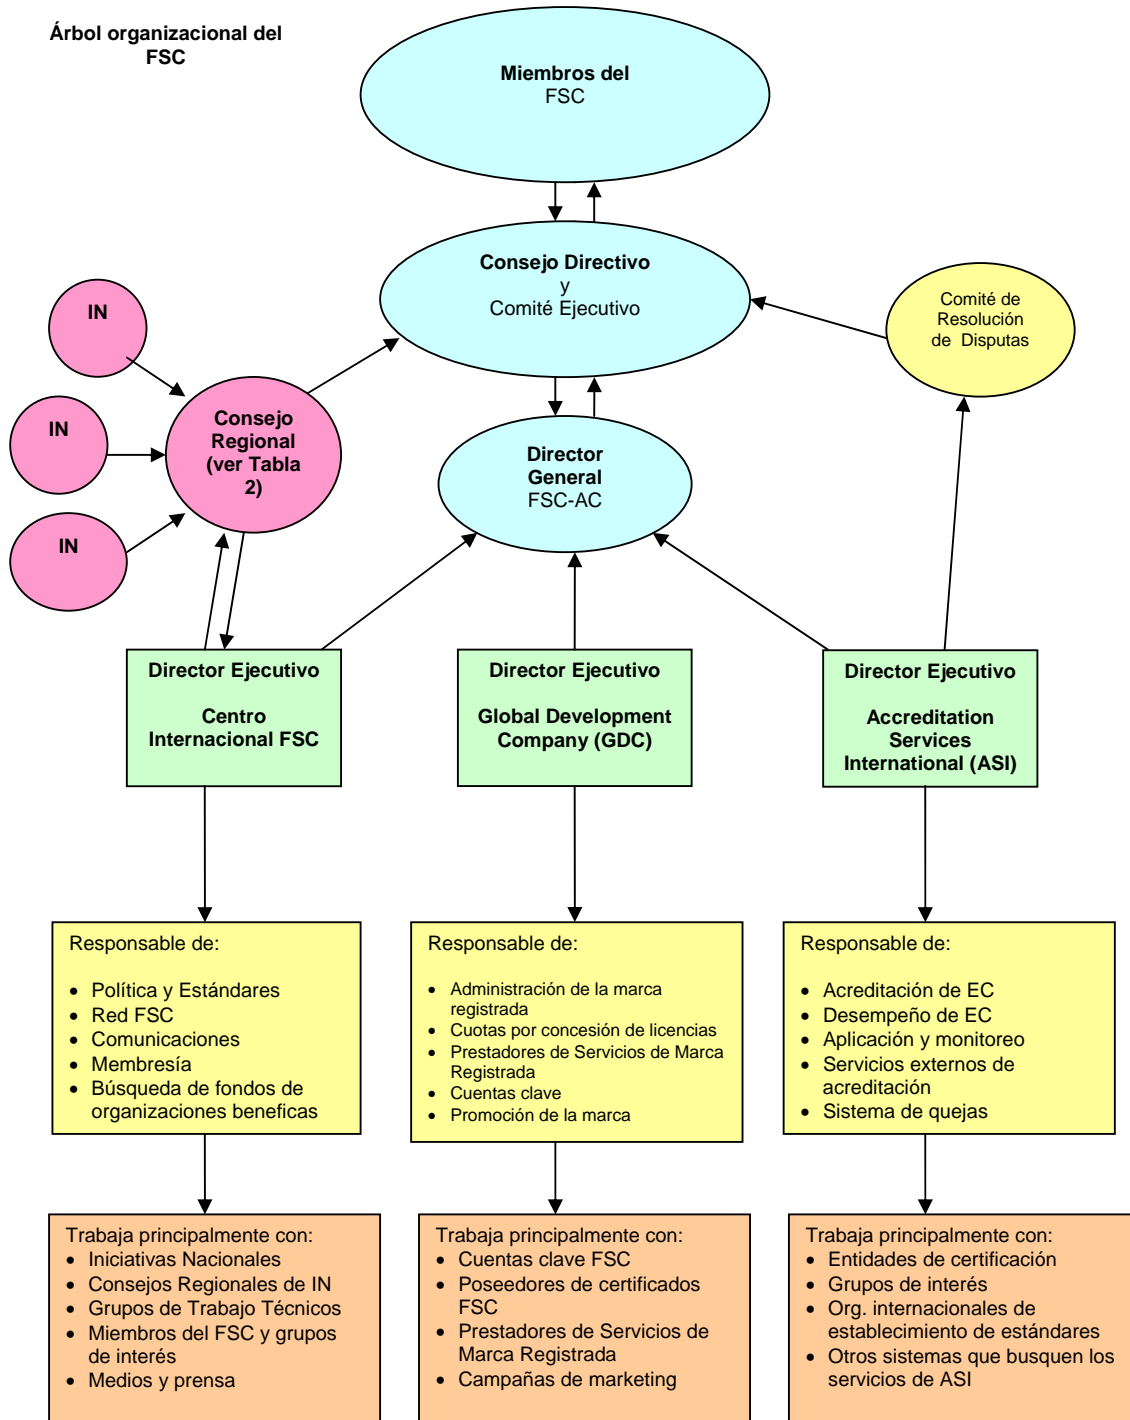 Árbol organizacional del
FSC
Miembros del
FSC
Consejo Directivo
y
Comité Ejecutivo
Comité de
Resolución
de Disputas
IN
IN
IN
Consejo
Regional
(ver Tabla
2)
Director
General
FSC-AC
Director Ejecutivo
Centro
Internacional FSC
Director Ejecutivo
Global Development
Company (GDC)
Director Ejecutivo
Accreditation
Services
International (ASI)
Responsable de:
• Política y Estándares
• Red FSC
• Comunicaciones
• Membresía
• Búsqueda de fondos de
organizaciones beneficas
Responsable de:
• Administración de la marca
registrada
• Cuotas por concesión de licencias
• Prestadores de Servicios de Marca
Registrada
• Cuentas clave
• Promoción de la marca
Responsable de:
• Acreditación de EC
• Desempeño de EC
• Aplicación y monitoreo
• Servicios externos de
acreditación
• Sistema de quejas
Trabaja principalmente con:
• Iniciativas Nacionales
• Consejos Regionales de IN
• Grupos de Trabajo Técnicos
• Miembros del FSC y grupos
de interés
• Medios y prensa
Trabaja principalmente con:
• Cuentas clave FSC
• Poseedores de certificados
FSC
• Prestadores de Servicios de
Marca Registrada
• Campañas de marketing
Trabaja principalmente con:
• Entidades de certificación
• Grupos de interés
• Org. internacionales de
establecimiento de estándares
• Otros sistemas que busquen los
servicios de ASI